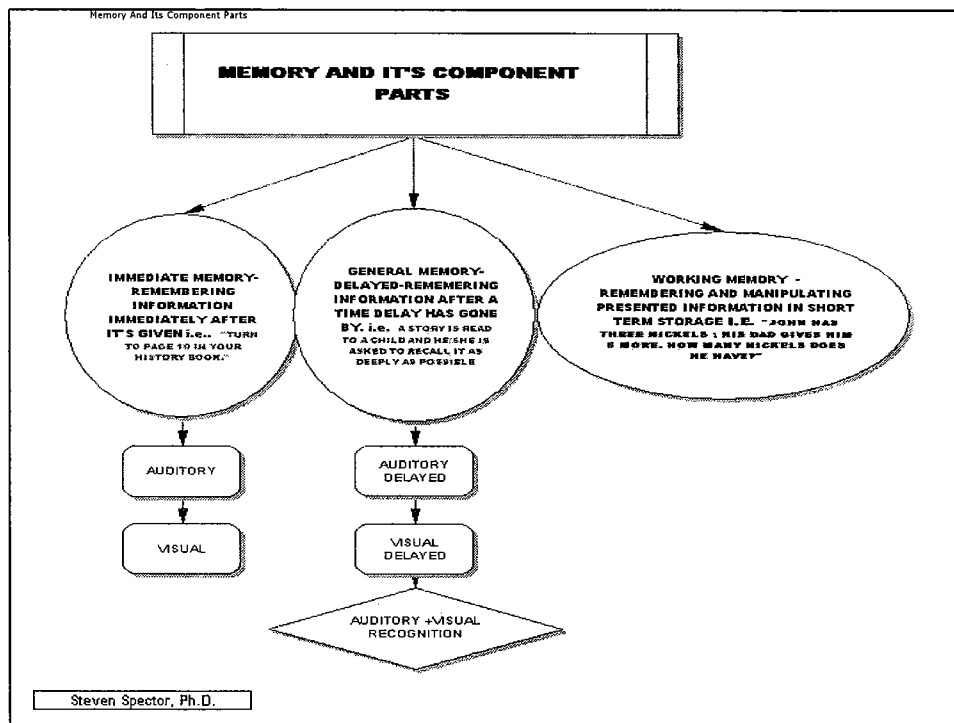 Memory And Its Component Parts
MEMORY AND IT'S COMPONENT
PARTS
IMMEDIATE MEMORY-
REMEMBERING
INFORMATION
IMMEDIATELY AFTER
IT'S GIVEN i.e.. "TURN
TO PAGE 10 IN YOUR
HISTORY BOOK."
GENERAL MEMORY-
DELAYED-REMEMERING
INFORMATION AFTER A
TIME DELAY HAS GONE
BY. i.e. A STORY IS READ
TO A CHILD AND HE/SHE IS
ASKED TO RECALL IT AS
DEEPLY AS POSSIBLE
WORKING MEMORY -
REMEMBERING AND MANIPULATING
PRESENTED INFORMATION IN SHORT
TERM STORAGE I.E. "JOHN HAS
THREE NICKELS ; HIS DAD GIVES HIM
MORE. HOW MANY NICKELS DOES
HE HAVE?"
AUDITORY
VISUAL
AUDITORY
DELAYED
VISUAL
DELAYED
AUDITORY +VISUAL
RECOGNITION
Steven Spector, Ph.D.